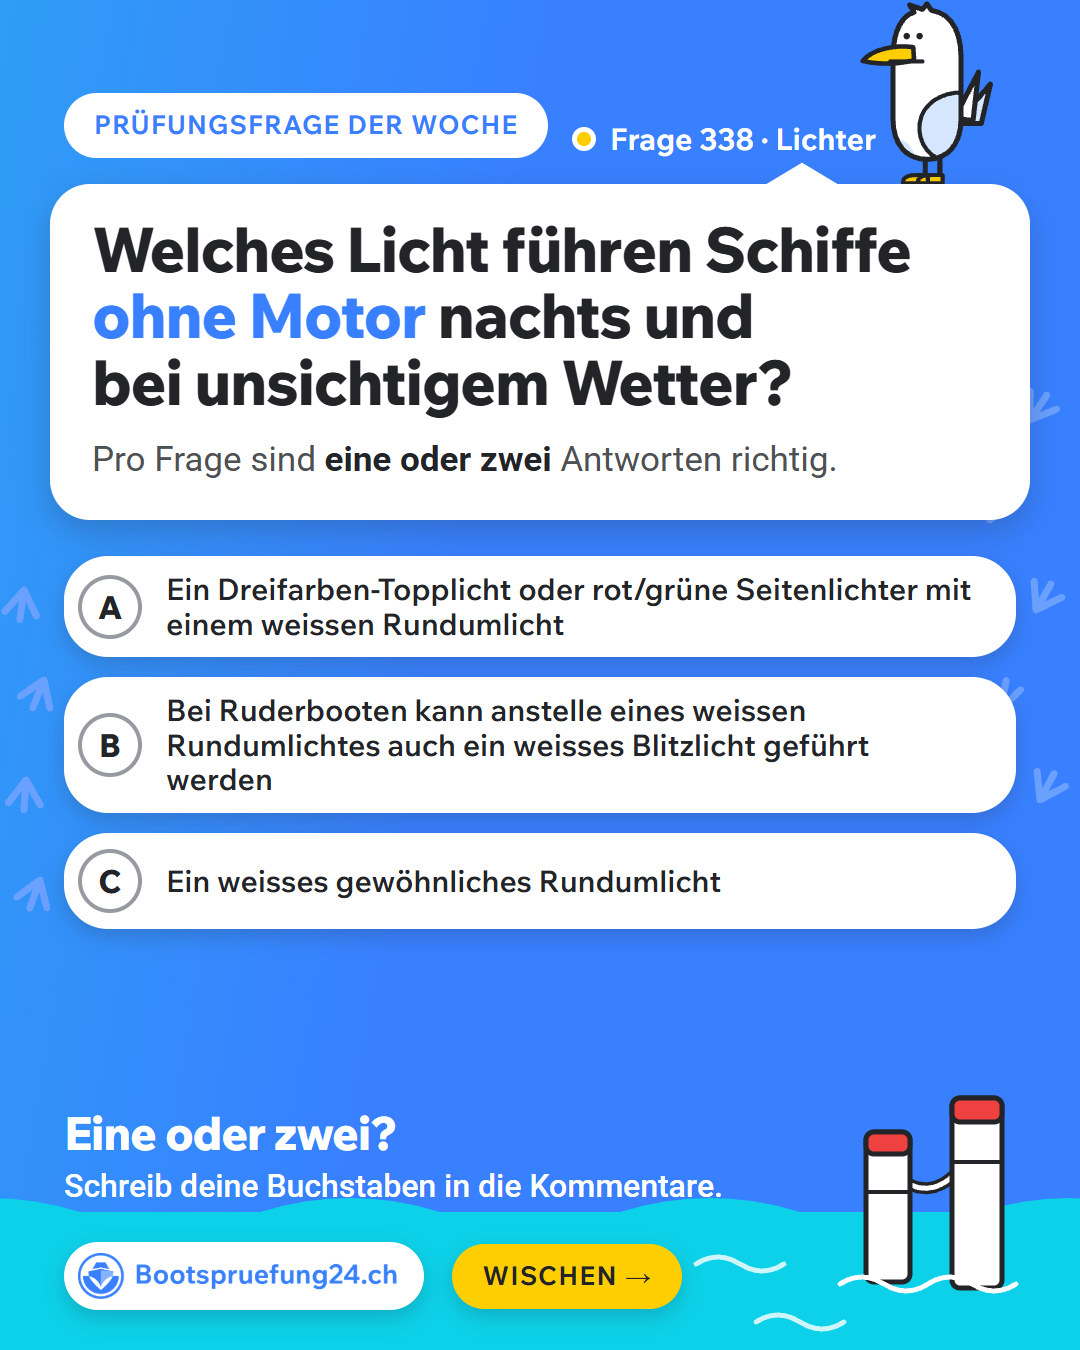 PRÜFUNGSFRAGE DER WOCHE
Frage 338 · Lichter
Welches Licht führen Schiffe
ohne Motor nachts und
bei unsichtigem Wetter?
Pro Frage sind eine oder zwei Antworten richtig.
A
Ein Dreifarben-Topplicht oder rot/grüne Seitenlichter mit
einem weissen Rundumlicht
B
Bei Ruderbooten kann anstelle eines weissen
Rundumlichtes auch ein weisses Blitzlicht geführt
werden
C
Ein weisses gewöhnliches Rundumlicht
Eine oder zwei?
Schreib deine Buchstaben in die Kommentare.
Bootspruefung24.ch
WISCHEN →